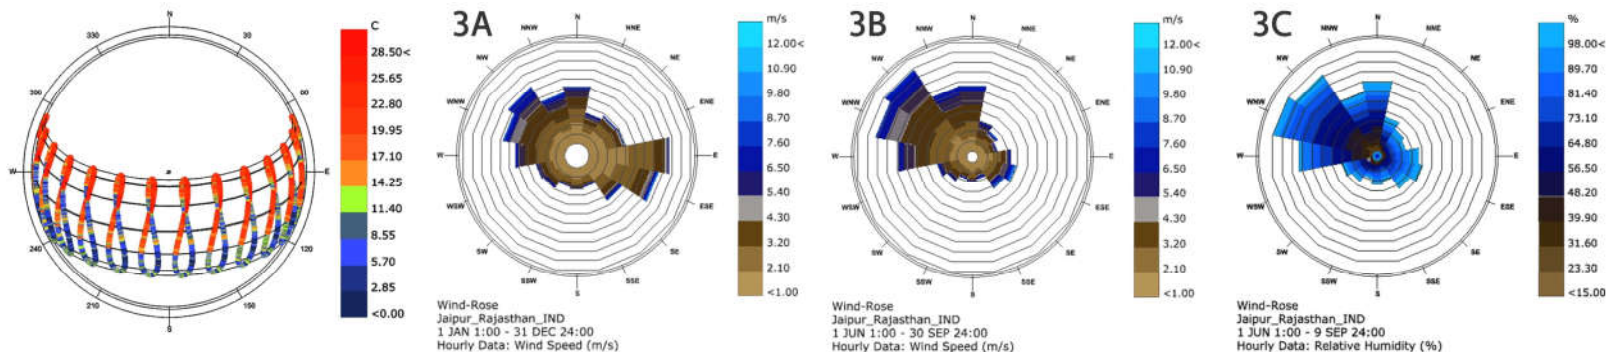 C
28.50<
25.65
22.80
19.95
17.10
14.25
11.40
8.55
5.70
2.85
<0.00
N
30
60
E
120
150
S
210
240
W
300
330
3A
N
NNE
NE
ENE
E
ESE
SE
SSE
S
SSW
SW
WSW
W
WNW
NW
NNW
m/s
12.00<
10.90
9.80
8.70
7.60
6.50
5.40
4.30
3.20
2.10
<1.00
Wind-Rose
Jaipur_Rajasthan_IND
1 JAN 1:00 - 31 DEC 24:00
Hourly Data: Wind Speed (m/s)
3B
N
NNE
NE
ENE
E
ESE
SE
SSE
S
SSW
SW
WSW
W
WNW
NW
NNW
m/s
12.00<
10.90
9.80
8.70
7.60
6.50
5.40
4.30
3.20
2.10
<1.00
Wind-Rose
Jaipur_Rajasthan_IND
1 JUN 1:00 - 30 SEP 24:00
Hourly Data: Wind Speed (m/s)
3C
N
NNE
NE
ENE
E
ESE
SE
SSE
S
SSW
SW
WSW
W
WNW
NW
NNW
%
98.00<
89.70
81.40
73.10
64.80
56.50
48.20
39.90
31.60
23.30
<15.00
Wind-Rose
Jaipur_Rajasthan_IND
1 JUN 1:00 - 9 SEP 24:00
Hourly Data: Relative Humidity (%)